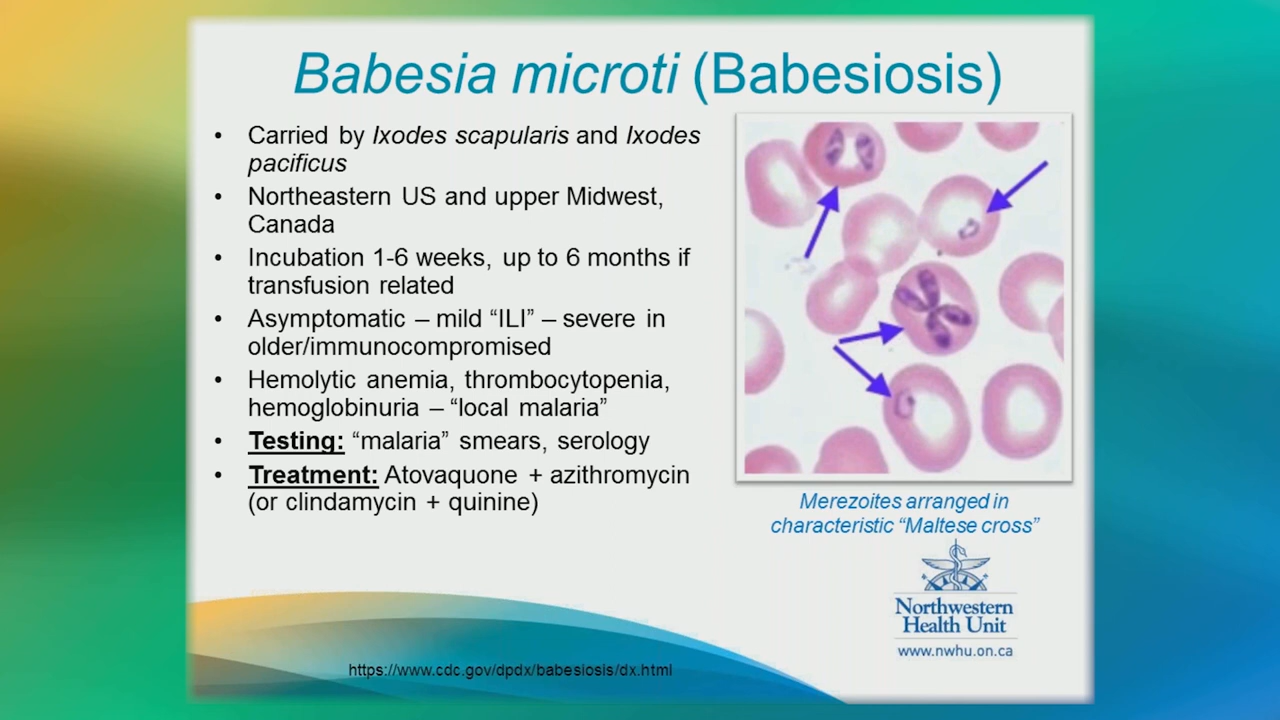 Babesia microti (Babesiosis)
• Carried by Ixodes scapularis and Ixodes
pacificus
• Northeastern US and upper Midwest,
Canada
• Incubation 1-6 weeks, up to 6 months if
transfusion related
• Asymptomatic – mild “ILI” – severe in
older/immunocompromised
• Hemolytic anemia, thrombocytopenia,
hemoglobinuria – “local malaria”
• Testing: “malaria” smears, serology
• Treatment: Atovaquone + azithromycin
(or clindamycin + quinine)
Merezoites arranged in
characteristic “Maltese cross”
Northwestern
Health Unit
www.nwhu.on.ca
https://www.cdc.gov/dpdx/babesiosis/dx.html